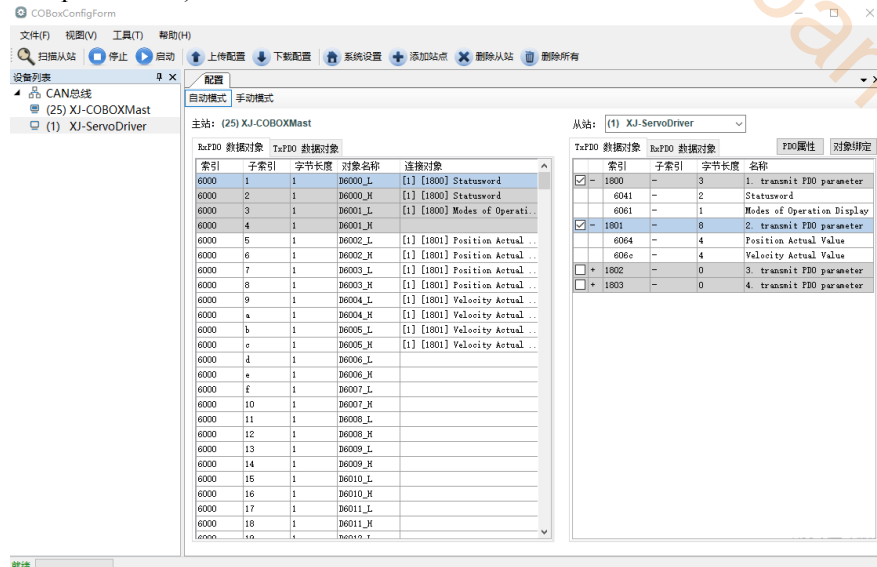 COBoxConfigForm
文件(F) 视图(V) 工具(T) 帮助(H)
扫描从站 停止 启动 上传配置 下载配置 系统设置 添加站点 删除从站 删除所有
设备列表
CAN总线
(25) XJ-COBOXMast
(1) XJ-ServoDriver
配置
自动模式 手动模式
主站: (25) XJ-COBOXMast
RxPDO 数据对象 TxPDO 数据对象
索引 子索引 字节长度 对象名称 连接对象
6000 1 1 D6000_L [1] [1800] Statusword
6000 2 1 D6000_H [1] [1800] Statusword
6000 3 1 D6001_L [1] [1800] Modes of Operati..
6000 4 1 D6001_H
6000 5 1 D6002_L [1] [1801] Position Actual ..
6000 6 1 D6002_H [1] [1801] Position Actual ..
6000 7 1 D6003_L [1] [1801] Position Actual ..
6000 8 1 D6003_H [1] [1801] Position Actual ..
6000 9 1 D6004_L [1] [1801] Velocity Actual ..
6000 a 1 D6004_H [1] [1801] Velocity Actual ..
6000 b 1 D6005_L [1] [1801] Velocity Actual ..
6000 c 1 D6005_H [1] [1801] Velocity Actual ..
6000 d 1 D6006_L
6000 e 1 D6006_H
6000 f 1 D6007_L
6000 10 1 D6007_H
6000 11 1 D6008_L
6000 12 1 D6008_H
6000 13 1 D6009_L
6000 14 1 D6009_H
6000 15 1 D6010_L
6000 16 1 D6010_H
6000 17 1 D6011_L
6000 18 1 D6011_H
6000 19 1 D6012_L
从站: (1) XJ-ServoDriver
TxPDO 数据对象 RxPDO 数据对象 PDO属性 对象绑定
索引 子索引 字节长度 名称
- 1800 - 3 1. transmit PDO parameter
6041 - 2 Statusword
6061 - 1 Modes of Operation Display
- 1801 - 8 2. transmit PDO parameter
6064 - 4 Position Actual Value
606c - 4 Velocity Actual Value
+ 1802 - 0 3. transmit PDO parameter
+ 1803 - 0 4. transmit PDO parameter
就绪